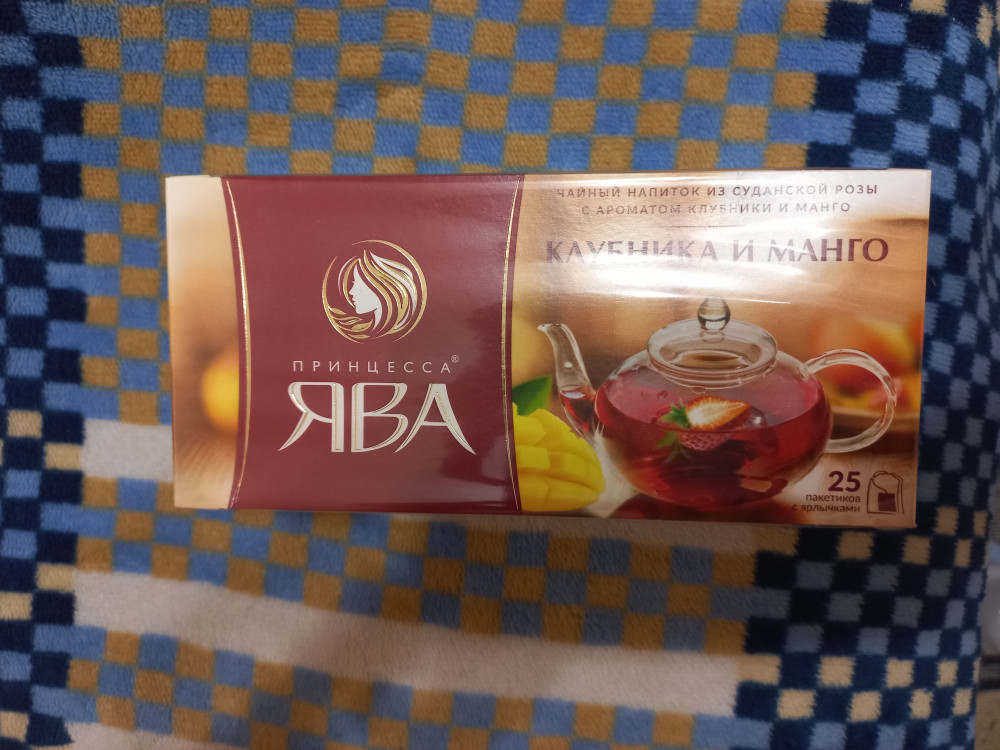 ПРИНЦЕССА®
ЯВА
ЧАЙНЫЙ НАПИТОК ИЗ СУДАНСКОЙ РОЗЫ
С АРОМАТОМ КЛУБНИКИ И МАНГО
КЛУБНИКА И МАНГО
25
пакетиков
с ярлычками